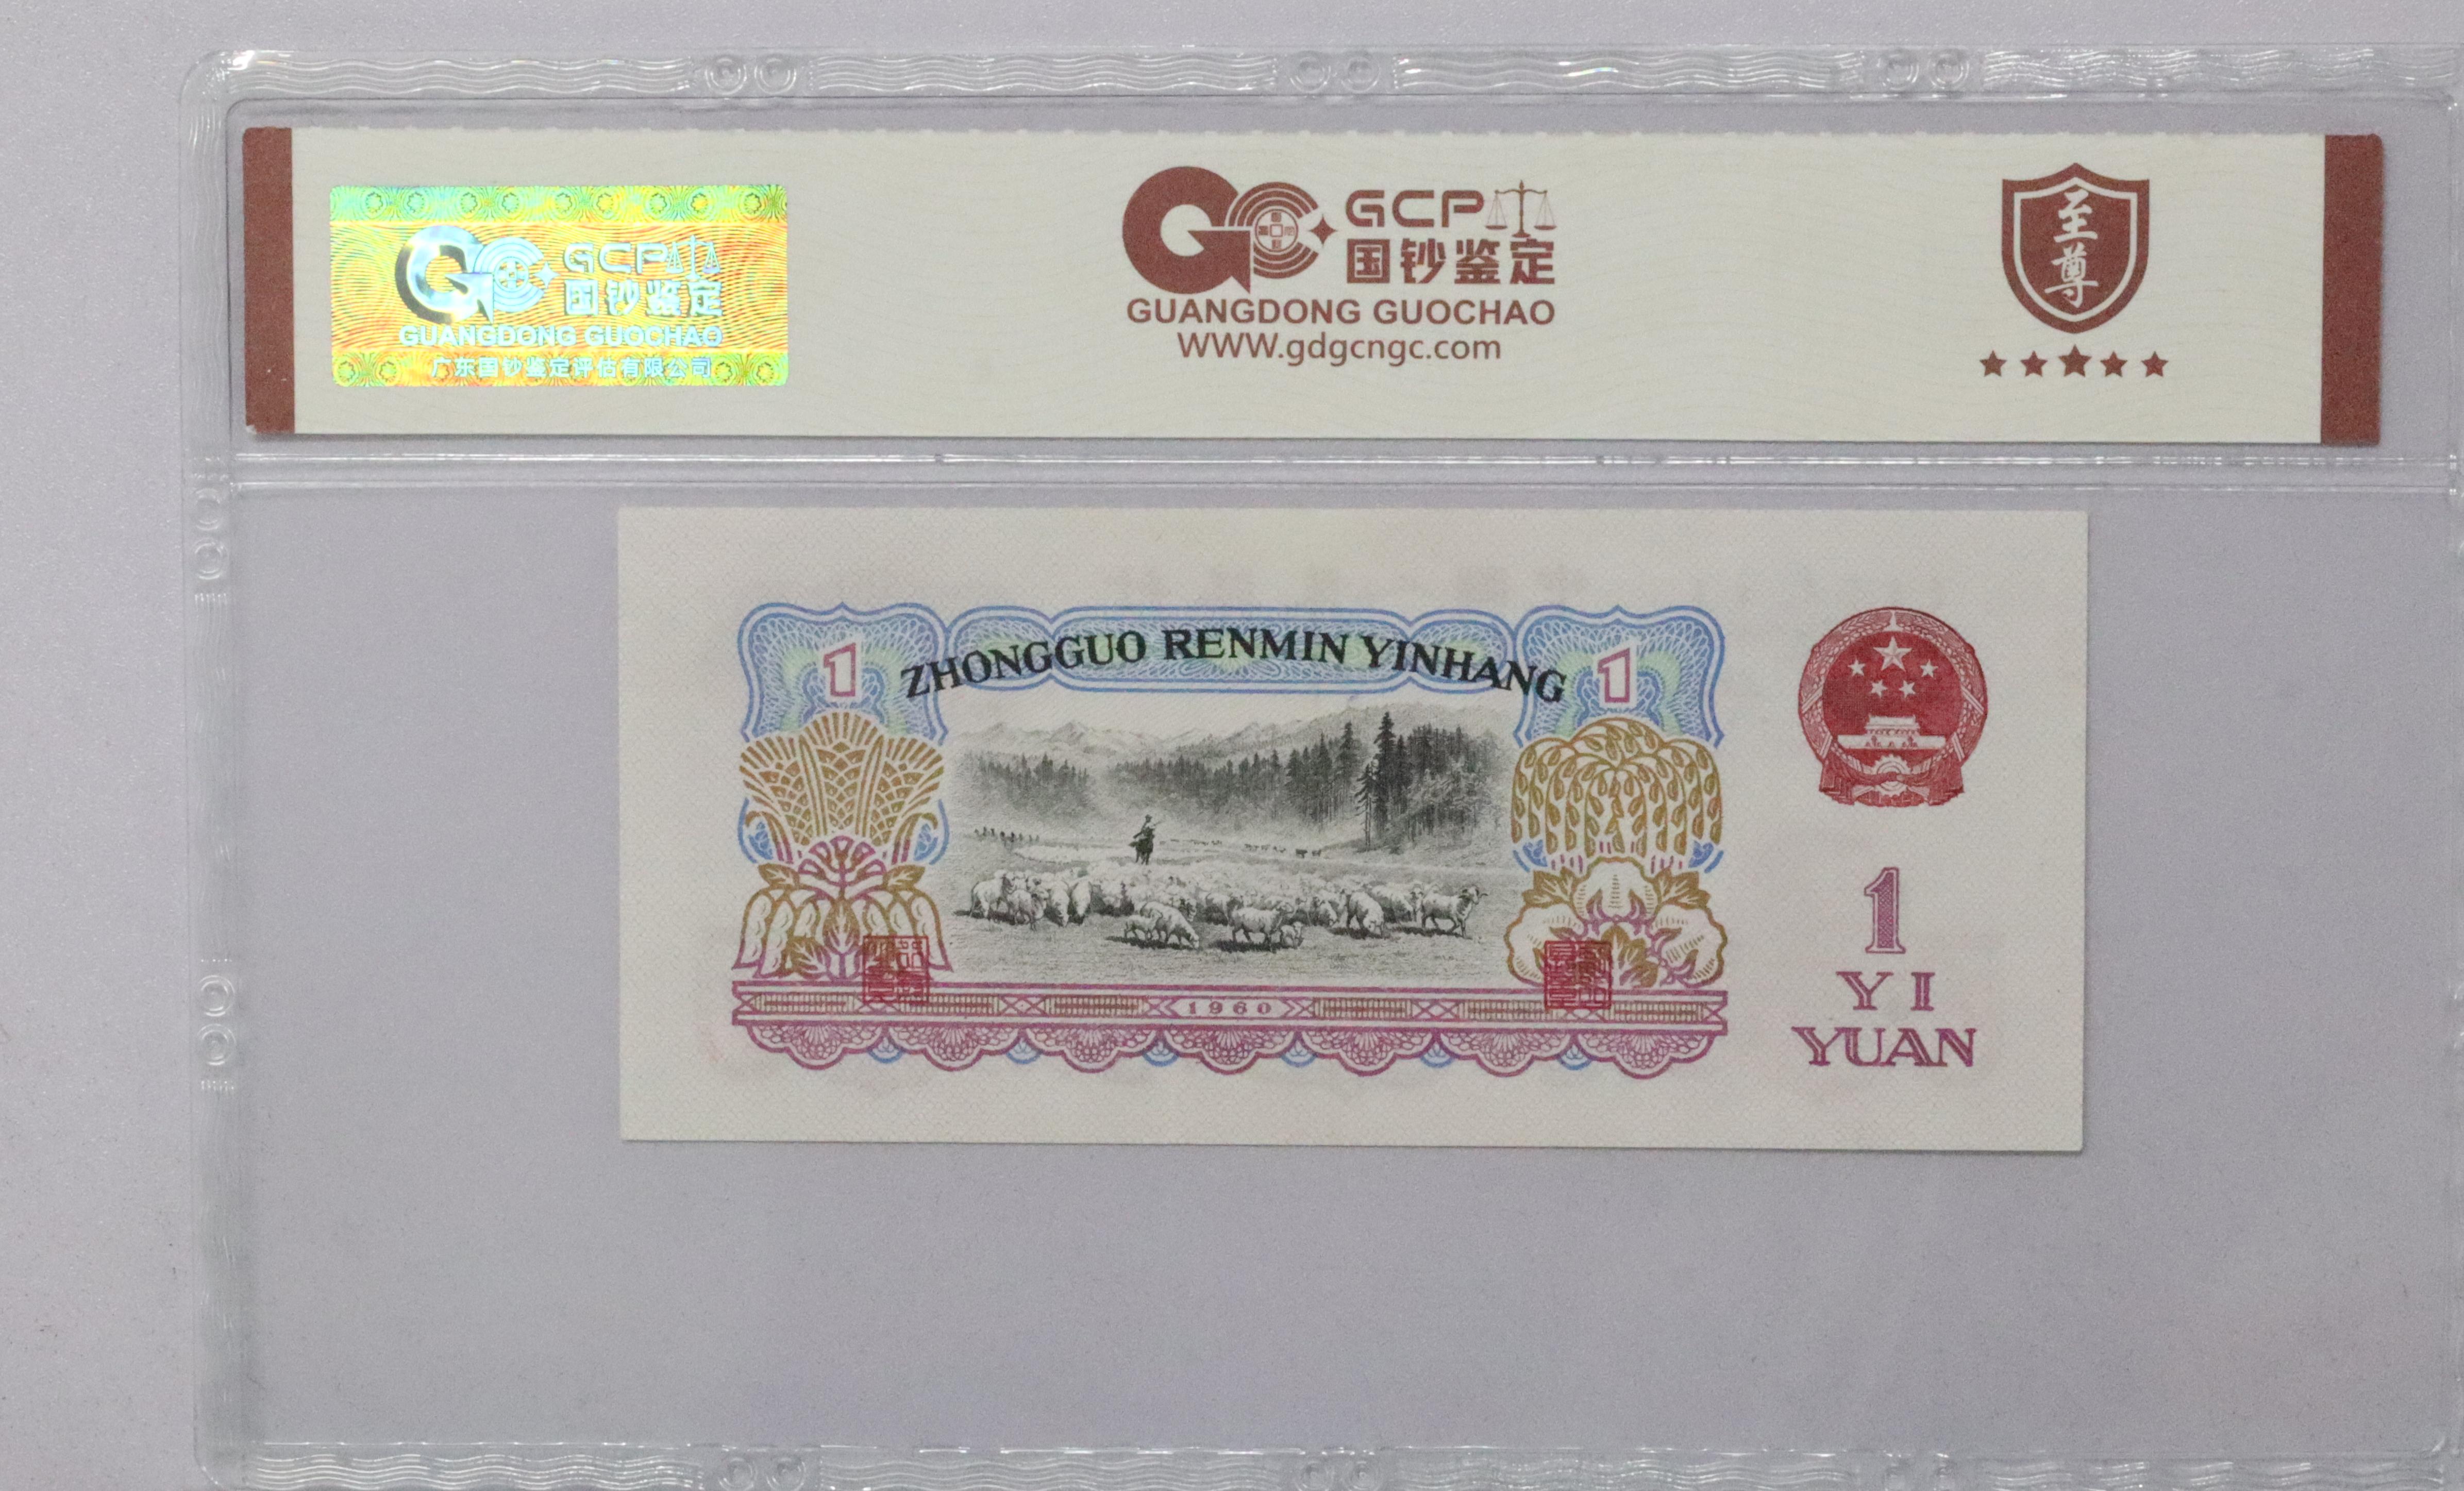 GCP
国钞鉴定
GUANGDONG GUOCHAO
广东国钞鉴定评估有限公司
GCP
国钞鉴定
GUANGDONG GUOCHAO
www.gdgcngc.com
至尊
ZHONGGUO RENMIN YINHANG
1
1
1960
1
YI
YUAN